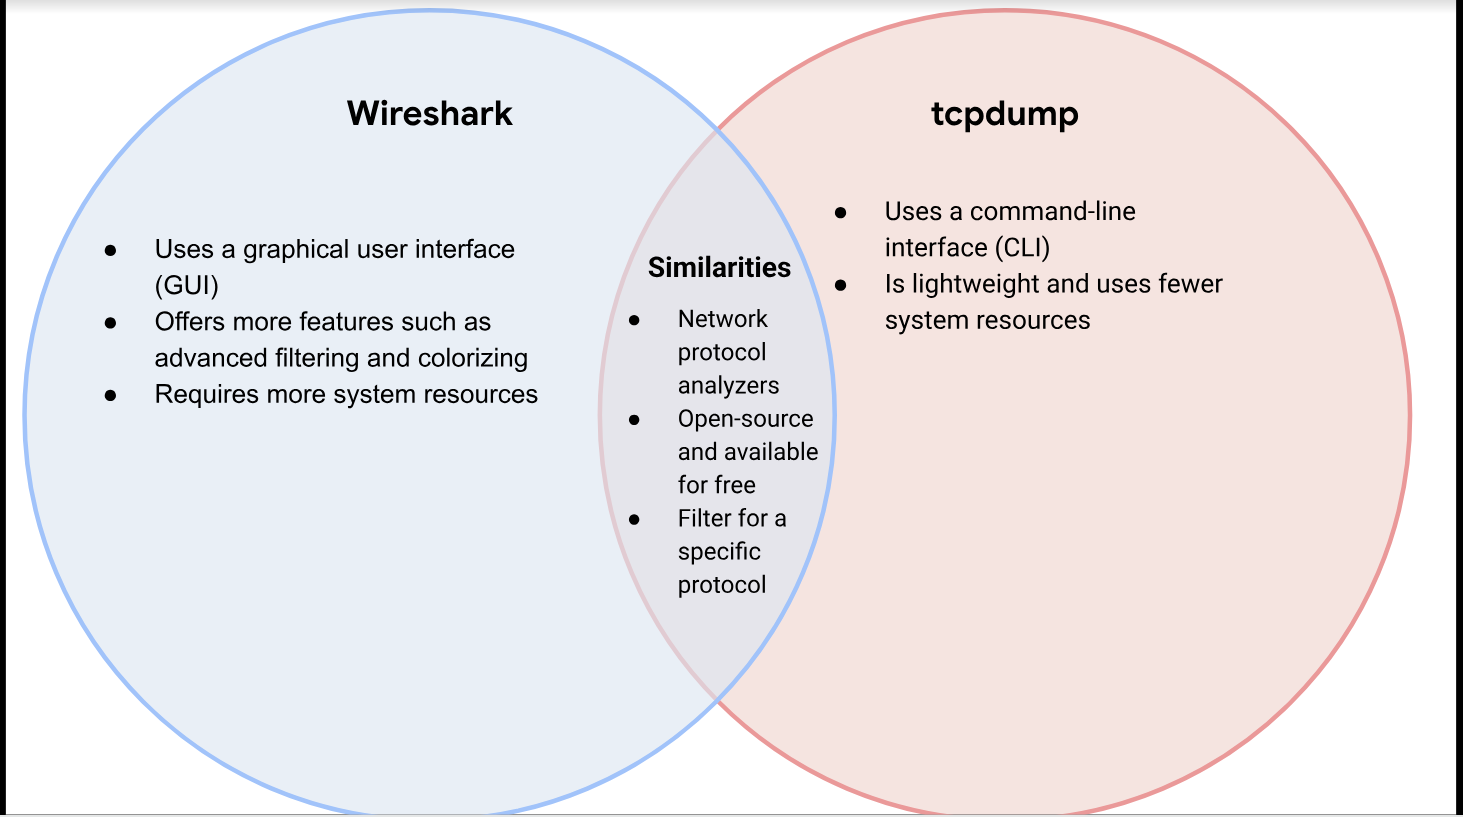 Wireshark
● Uses a graphical user interface
(GUI)
● Offers more features such as
advanced filtering and colorizing
● Requires more system resources
Similarities
● Network
protocol
analyzers
● Open-source
and available
for free
● Filter for a
specific
protocol
tcpdump
● Uses a command-line
interface (CLI)
● Is lightweight and uses fewer
system resources